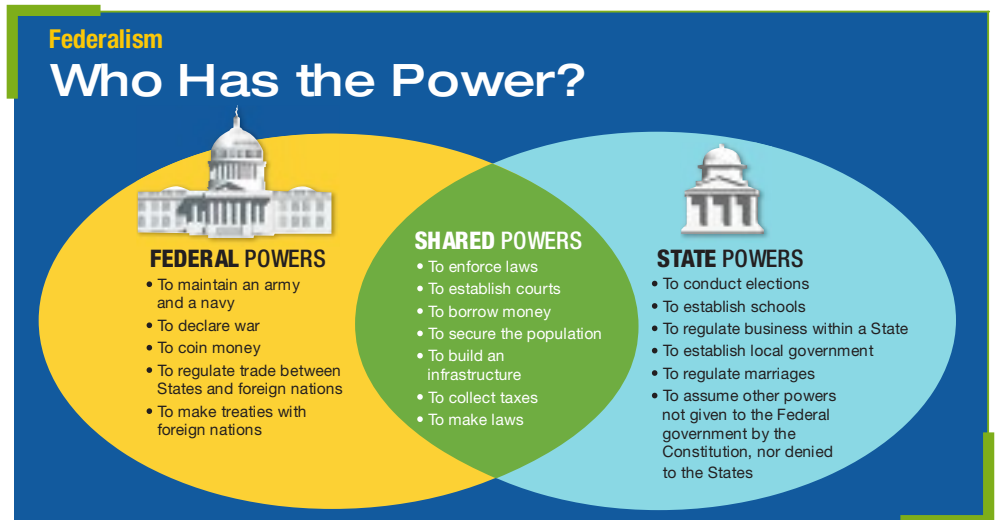 Federalism
Who Has the Power?
FEDERAL POWERS
• To maintain an army
and a navy
• To declare war
• To coin money
• To regulate trade between
States and foreign nations
• To make treaties with
foreign nations
SHARED POWERS
• To enforce laws
• To establish courts
• To borrow money
• To secure the population
• To build an
infrastructure
• To collect taxes
• To make laws
STATE POWERS
• To conduct elections
• To establish schools
• To regulate business within a State
• To establish local government
• To regulate marriages
• To assume other powers
not given to the Federal
government by the
Constitution, nor denied
to the States